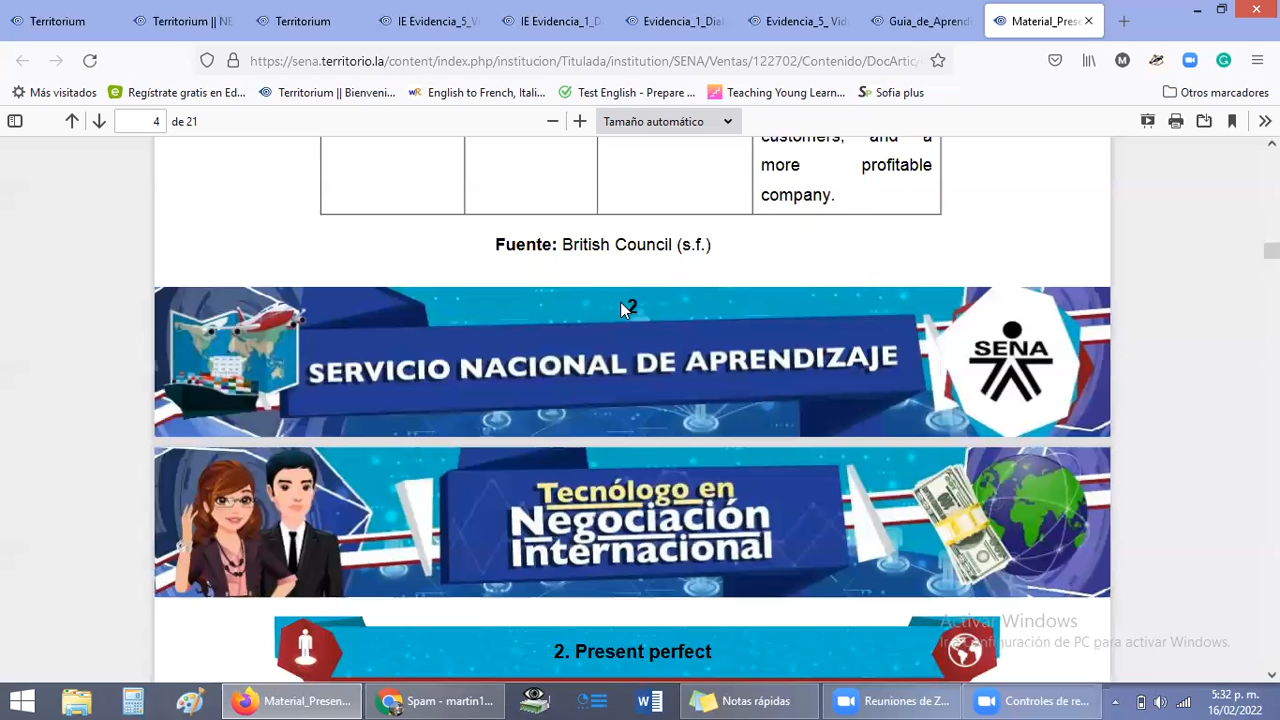 Territorium
Territorium || NE
Territorium
IE Evidencia_5_Vi
IE Evidencia_1_D
Evidencia_1_Dial
Evidencia_5_ Vid
Guia_de_Aprend
Material_Pres
https://sena.territorio.la/content/index.php/institucion/Titulada/institution/SENA/Ventas/122702/Contenido/DocArtic/
Más visitados
Regístrate gratis en Ed...
Territorium || Bienveni...
English to French, Itali...
Test English - Prepare ...
Teaching Young Learn...
Sofia plus
Otros marcadores
4
de 21
Tamaño automático
customers, and a
more profitable
company.
Fuente: British Council (s.f.)
2
SERVICIO NACIONAL DE APRENDIZAJE
SENA
Tecnólogo en
Negociación
Internacional
Activar Windows
Configuración de PC para activar Windows.
2. Present perfect
Material_Presen...
Spam - martin1...
Notas rápidas
Reuniones de Z...
Controles de re...
5:32 p. m.
16/02/2022